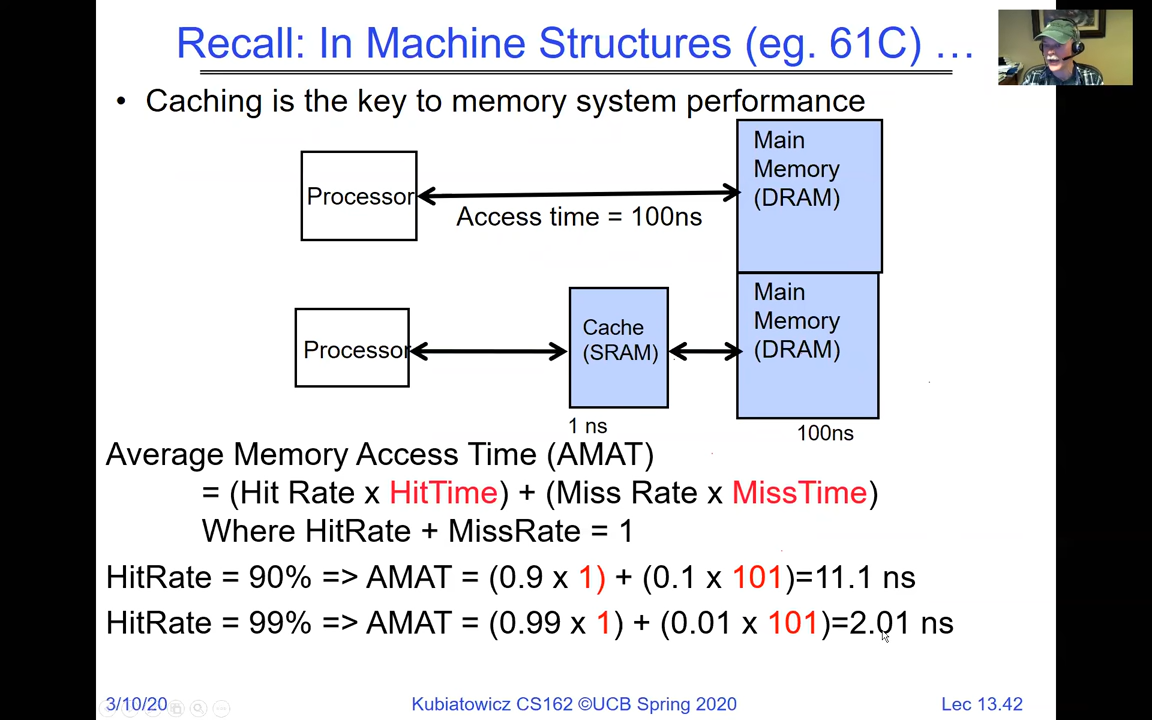 Recall: In Machine Structures (eg. 61C) …
• Caching is the key to memory system performance
Main
Memory
(DRAM)
Processor
Access time = 100ns
Main
Memory
(DRAM)
Cache
(SRAM)
Processor
1 ns
100ns
Average Memory Access Time (AMAT)
= (Hit Rate x HitTime) + (Miss Rate x MissTime)
Where HitRate + MissRate = 1
HitRate = 90% => AMAT = (0.9 x 1) + (0.1 x 101)=11.1 ns
HitRate = 99% => AMAT = (0.99 x 1) + (0.01 x 101)=2.01 ns
3/10/20
Kubiatowicz CS162 ©UCB Spring 2020
Lec 13.42